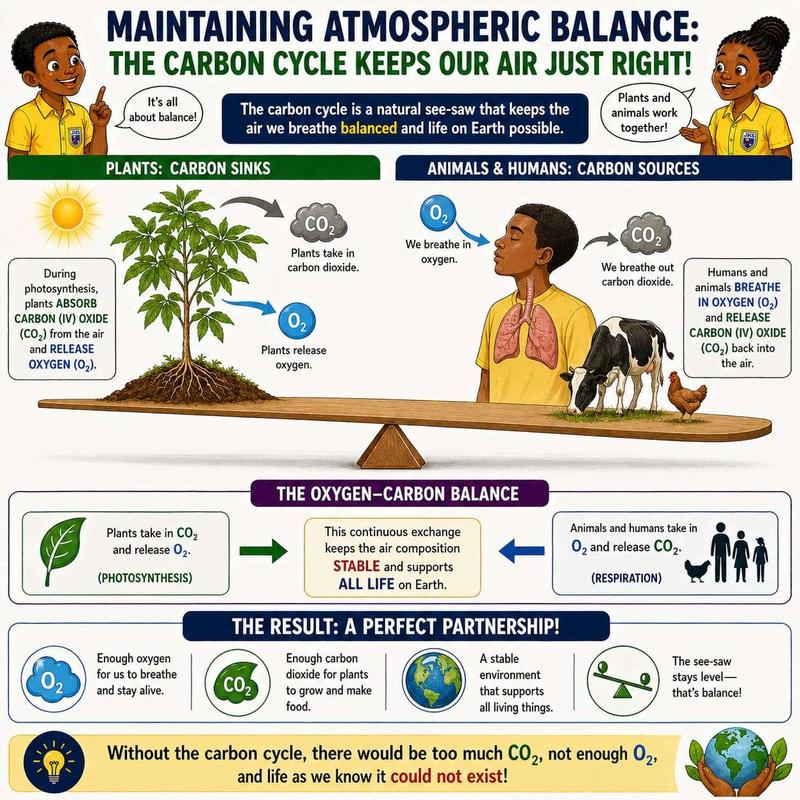 MAINTAINING ATMOSPHERIC BALANCE:
THE CARBON CYCLE KEEPS OUR AIR JUST RIGHT!
It's all
about balance!
The carbon cycle is a natural see-saw that keeps the
air we breathe balanced and life on Earth possible.
Plants and
animals work
together!
JHS
JHS
PLANTS: CARBON SINKS
ANIMALS & HUMANS: CARBON SOURCES
CO₂
Plants take in
carbon dioxide.
During
photosynthesis,
plants ABSORB
CARBON (IV) OXIDE
(CO₂) from the air
and RELEASE
OXYGEN (O₂).
O₂
Plants release
oxygen.
O₂
We breathe in
oxygen.
CO₂
We breathe out
carbon dioxide.
Humans and
animals BREATHE
IN OXYGEN (O₂)
and RELEASE
CARBON (IV) OXIDE
(CO₂) back into
the air.
THE OXYGEN–CARBON BALANCE
Plants take in CO₂
and release O₂.
(PHOTOSYNTHESIS)
This continuous exchange
keeps the air composition
STABLE and supports
ALL LIFE on Earth.
Animals and humans take in
O₂ and release CO₂.
(RESPIRATION)
THE RESULT: A PERFECT PARTNERSHIP!
O₂
Enough oxygen
for us to breathe
and stay alive.
CO₂
Enough carbon
dioxide for plants
to grow and make
food.
A stable
environment
that supports
all living things.
The see-saw
stays level—
that's balance!
Without the carbon cycle, there would be too much CO₂, not enough O₂,
and life as we know it could not exist!